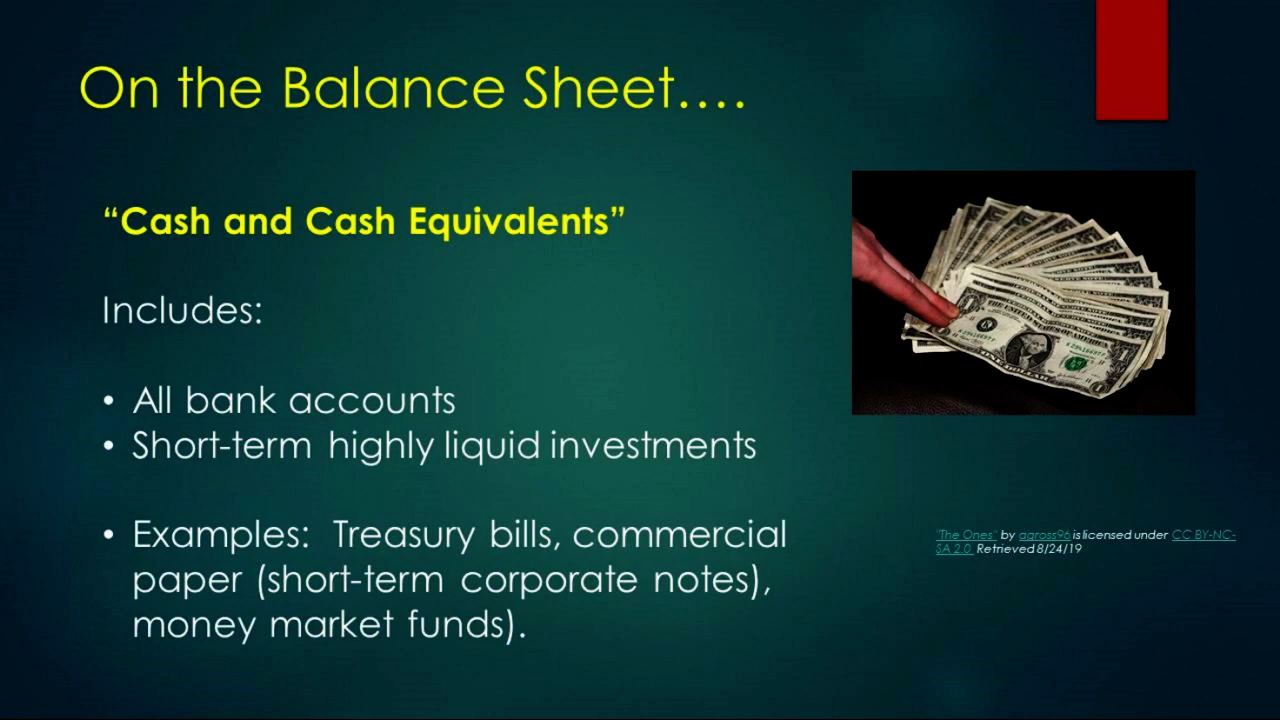 On the Balance Sheet….
“Cash and Cash Equivalents”
Includes:
• All bank accounts
• Short-term highly liquid investments
• Examples: Treasury bills, commercial
paper (short-term corporate notes),
money market funds).
"The Ones" by agross96 is licensed under CC BY-NC-
SA 2.0 Retrieved 8/24/19